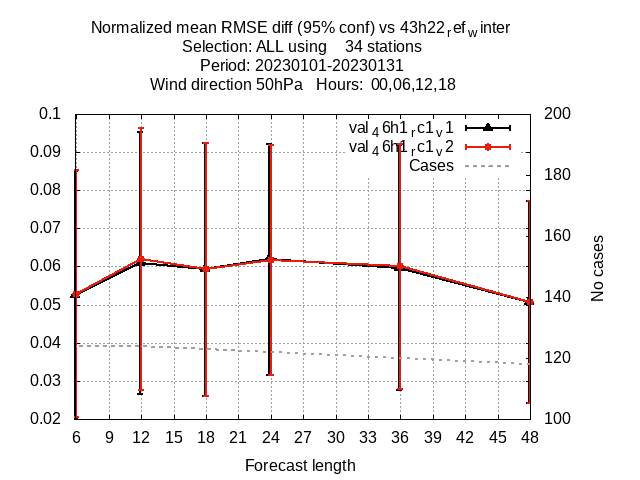 Normalized mean RMSE diff (95% conf) vs 43h22refwinter
Selection: ALL using 34 stations
Period: 20230101-20230131
Wind direction 50hPa Hours: 00,06,12,18
val46h1rc1v1
val46h1rc1v2
Cases
0.1
0.09
0.08
0.07
0.06
0.05
0.04
0.03
0.02
200
180
160
140
120
100
No cases
6 9 12 15 18 21 24 27 30 33 36 39 42 45 48
Forecast length